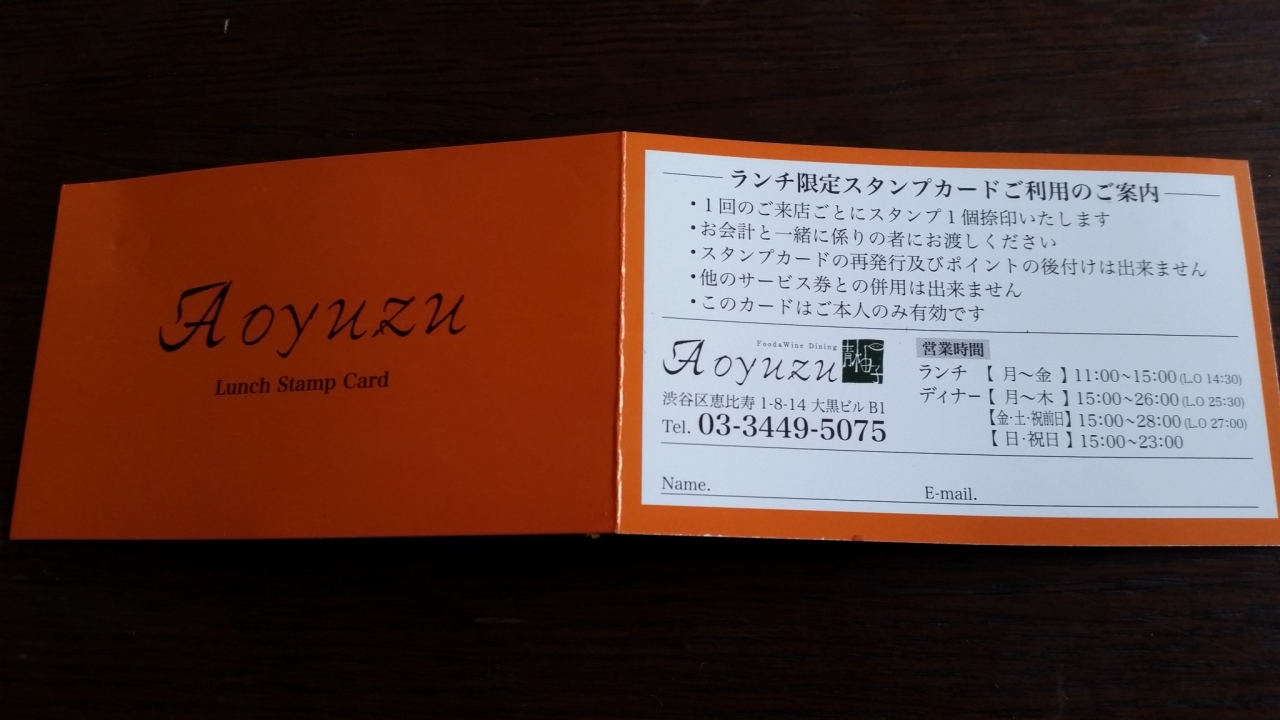 Aoyuzu
Lunch Stamp Card
ランチ限定スタンプカードご利用のご案内
・1回のご来店ごとにスタンプ1個捺印いたします
・お会計と一緒に係りの者にお渡しください
・スタンプカードの再発行及びポイントの後付けは出来ません
・他のサービス券との併用は出来ません
・このカードはご本人のみ有効です
Food&Wine Dining
Aoyuzu 青柚子
渋谷区恵比寿 1-8-14 大黒ビル B1
Tel. 03-3449-5075
営業時間
ランチ 【 月～金 】 11:00~15:00 (L.O 14:30)
ディナー 【 月～木 】 15:00~26:00 (L.O 25:30)
【金・土・祝前日】 15:00~28:00 (L.O 27:00)
【 日・祝日 】 15:00~23:00
Name.
E-mail.